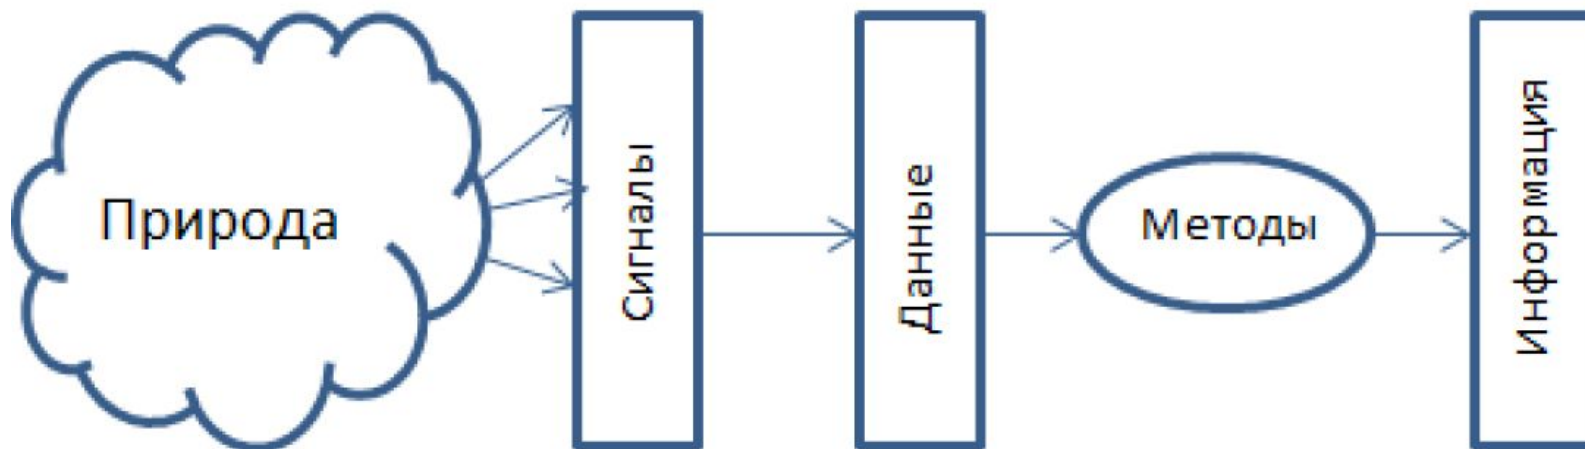 Природа
Сигналы
Данные
Методы
Информация